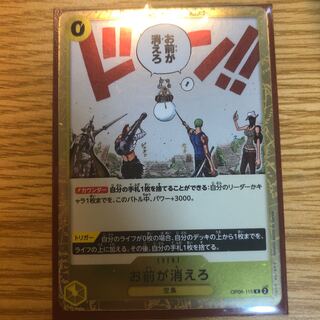 0
ドーン!!
お前が
消えろ
カウンター 自分の手札1枚を捨てることができる:自分のリーダーかキ
ャラ1枚までを、このバトル中、パワー+3000。
トリガー 自分のライフが0枚の場合、自分のデッキの上から1枚までを、
ライフの上に加える。その後、自分の手札1枚を捨てる。
EVENT
お前が消えろ
空島
OP06-115